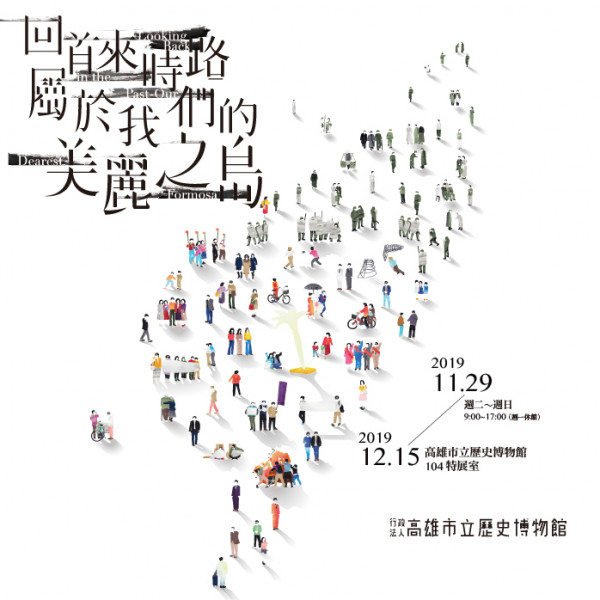 回首來時路
Looking
Back
屬於我們的
in the
Past-Our
美麗之島
Dearest
Formosa
2019
11.29
週二～週日
9:00~17:00 (週一休館)
2019
12.15
高雄市立歷史博物館
104 特展室
行政法人
高雄市立歷史博物館